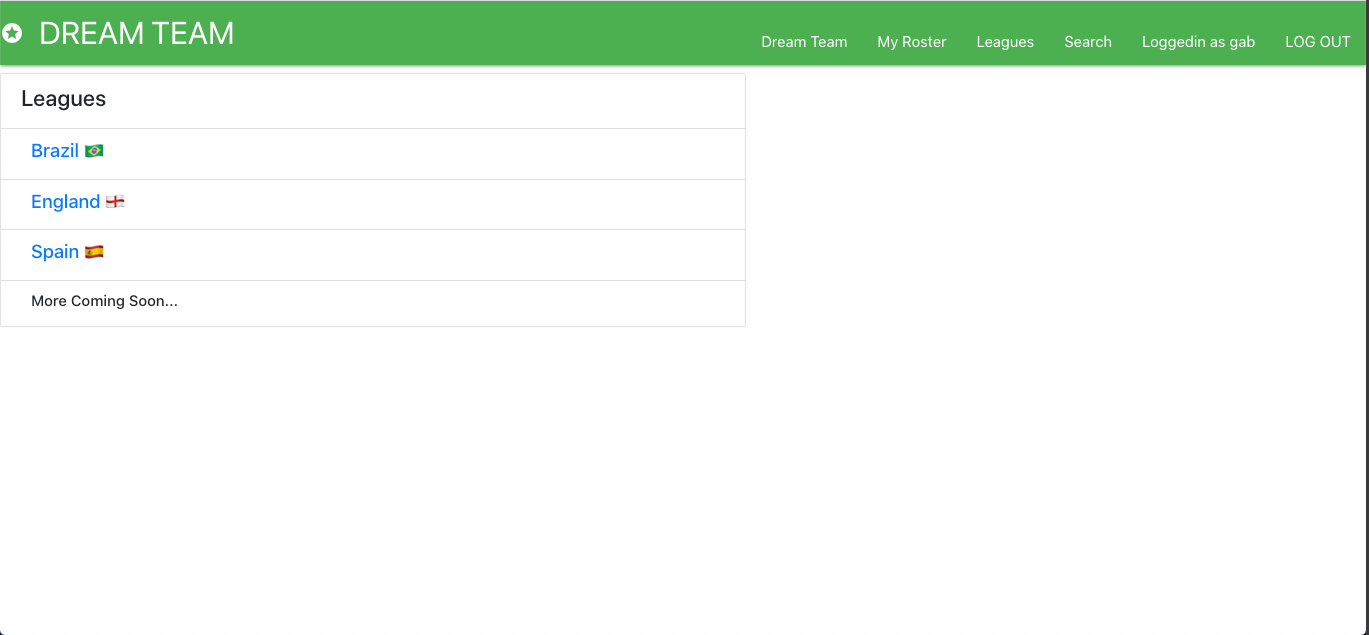 DREAM TEAM
Dream Team My Roster Leagues Search Loggedin as gab LOG OUT
Leagues
Brazil 🇧🇷
England 🏴󠁧󠁢󠁥󠁮󠁧󠁿
Spain 🇪🇸
More Coming Soon...